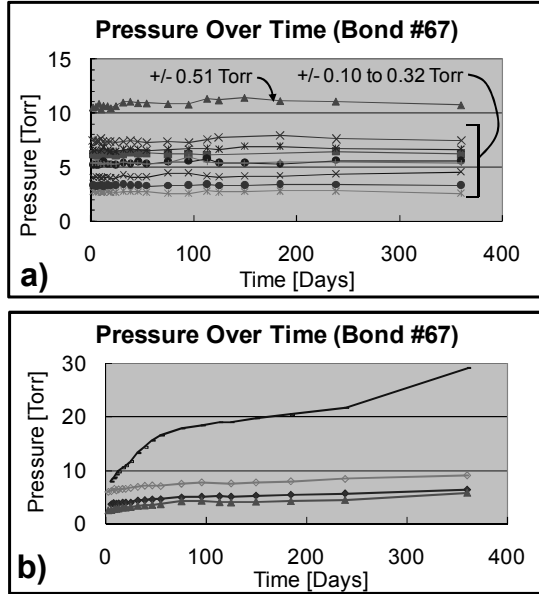 Pressure Over Time (Bond #67)
15
+/- 0.51 Torr
+/- 0.10 to 0.32 Torr
10
5
0
Pressure [Torr]
0 100 200 300 400
Time [Days]
a)
Pressure Over Time (Bond #67)
30
20
10
0
Pressure [Torr]
0 100 200 300 400
Time [Days]
b)